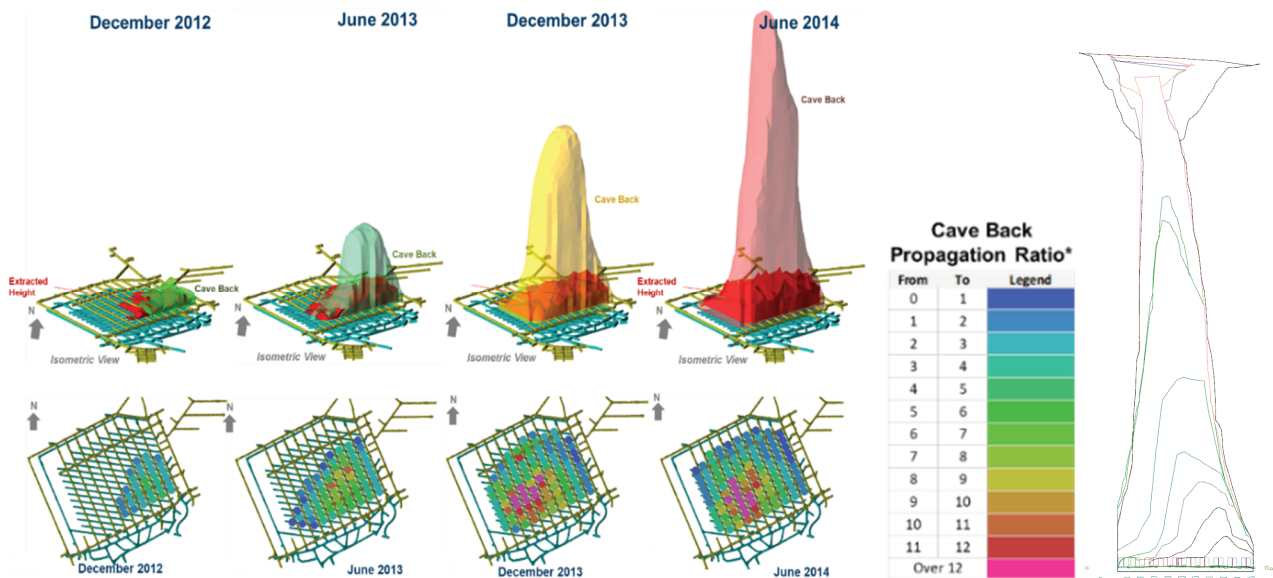 December 2012
June 2013
December 2013
June 2014
Cave Back
Cave Back
Cave Back
Cave Back
Extracted
Height
Extracted
Height
Extracted
Height
N
N
N
N
Isometric View
Isometric View
Isometric View
Isometric View
N
N
N
N
December 2012
June 2013
December 2013
June 2014
Cave Back
Propagation Ratio*
From To Legend
0 1
1 2
2 3
3 4
4 5
5 6
6 7
7 8
8 9
9 10
10 11
11 12
Over 12